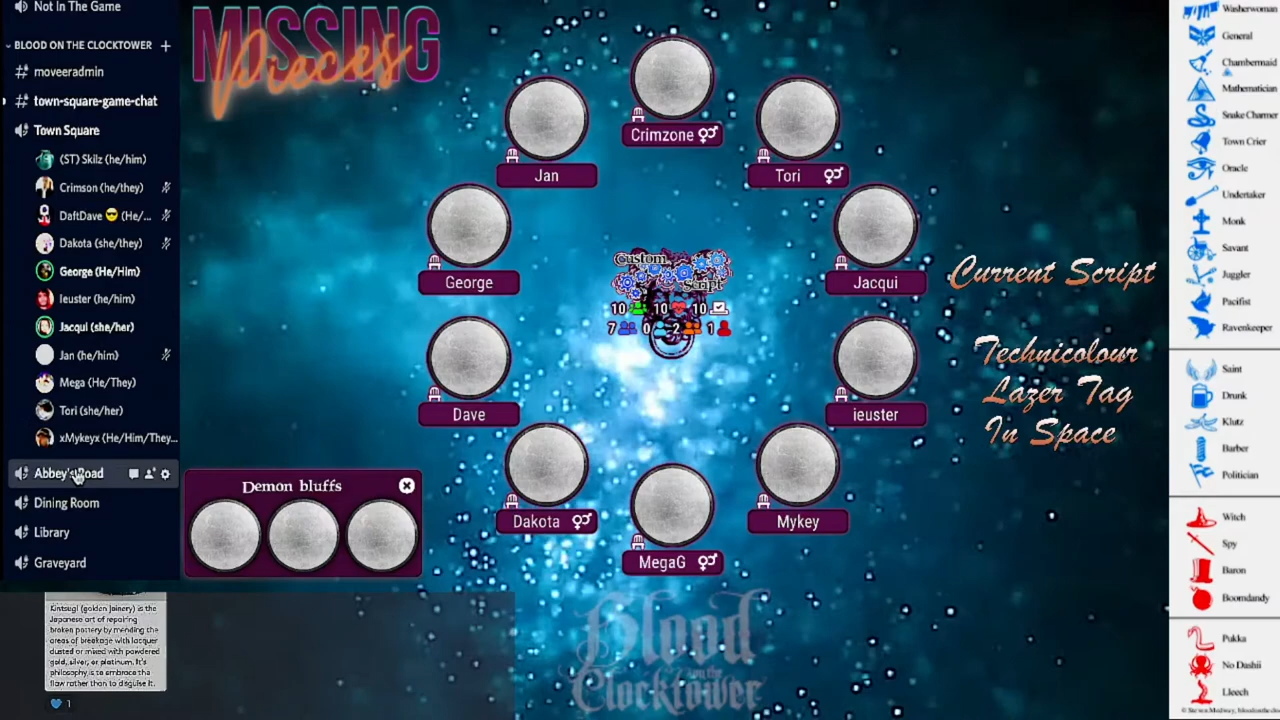 Not In The Game
BLOOD ON THE CLOCKTOWER +
# moveeradmin
# town-square-game-chat
Town Square
(ST) Skilz (he/him)
Crimson (he/they)
DaftDave 😎 (He/...
Dakota (she/they)
George (He/Him)
Ieuster (he/him)
Jacqui (she/her)
Jan (he/him)
Mega (He/They)
Tori (she/her)
xMykeyx (He/Him/They...
Abbey's Road
Dining Room
Library
Graveyard
Kintsugi (golden joinery) is the
Japanese art of repairing
broken pottery by mending the
areas of breakage with lacquer
dusted or mixed with powdered
gold, silver, or platinum. It's
philosophy is to embrace the
flaw rather than to disguise it.
1
MISSING
Pieces
Crimzone
Jan
Tori
George
Jacqui
Dave
ieuster
Dakota
Mykey
MegaG
Custom
Script
10 10 10
7 0 2 1
Demon bluffs
Blood
on the
Clocktower
Current Script
Technicolour
Lazer Tag
In Space
Washerwoman
General
Chambermaid
Mathematician
Snake Charmer
Town Crier
Oracle
Undertaker
Monk
Savant
Juggler
Pacifist
Ravenkeeper
Saint
Drunk
Klutz
Barber
Politician
Witch
Spy
Baron
Boomdandy
Pukka
No Dashii
Lleech